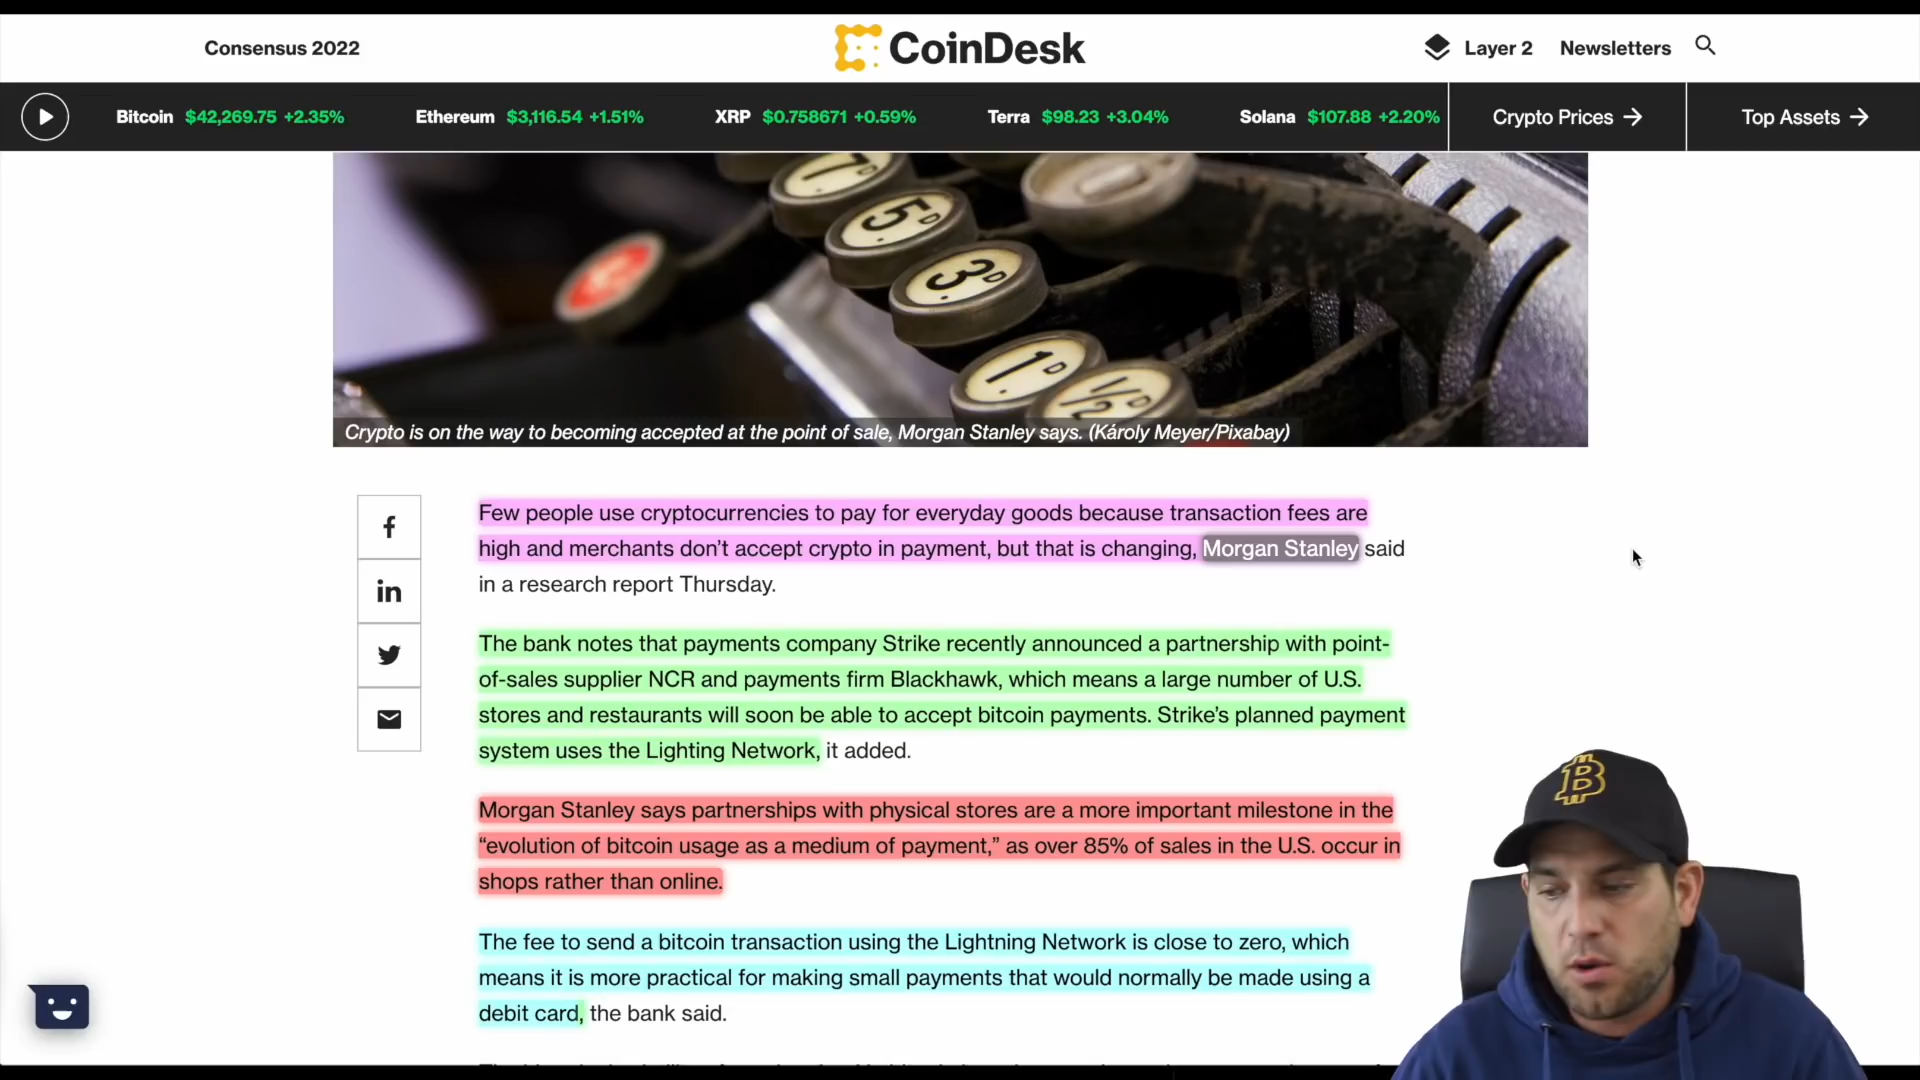 Consensus 2022
CoinDesk
Layer 2
Newsletters
Bitcoin $42,269.75 +2.35%
Ethereum $3,116.54 +1.51%
XRP $0.758671 +0.59%
Terra $98.23 +3.04%
Solana $107.88 +2.20%
Crypto Prices →
Top Assets →
7D
5D
3D
1D
1/2D
Crypto is on the way to becoming accepted at the point of sale, Morgan Stanley says. (Károly Meyer/Pixabay)
f
in
Few people use cryptocurrencies to pay for everyday goods because transaction fees are
high and merchants don’t accept crypto in payment, but that is changing, Morgan Stanley said
in a research report Thursday.
The bank notes that payments company Strike recently announced a partnership with point-
of-sales supplier NCR and payments firm Blackhawk, which means a large number of U.S.
stores and restaurants will soon be able to accept bitcoin payments. Strike’s planned payment
system uses the Lighting Network, it added.
Morgan Stanley says partnerships with physical stores are a more important milestone in the
“evolution of bitcoin usage as a medium of payment,” as over 85% of sales in the U.S. occur in
shops rather than online.
The fee to send a bitcoin transaction using the Lightning Network is close to zero, which
means it is more practical for making small payments that would normally be made using a
debit card, the bank said.